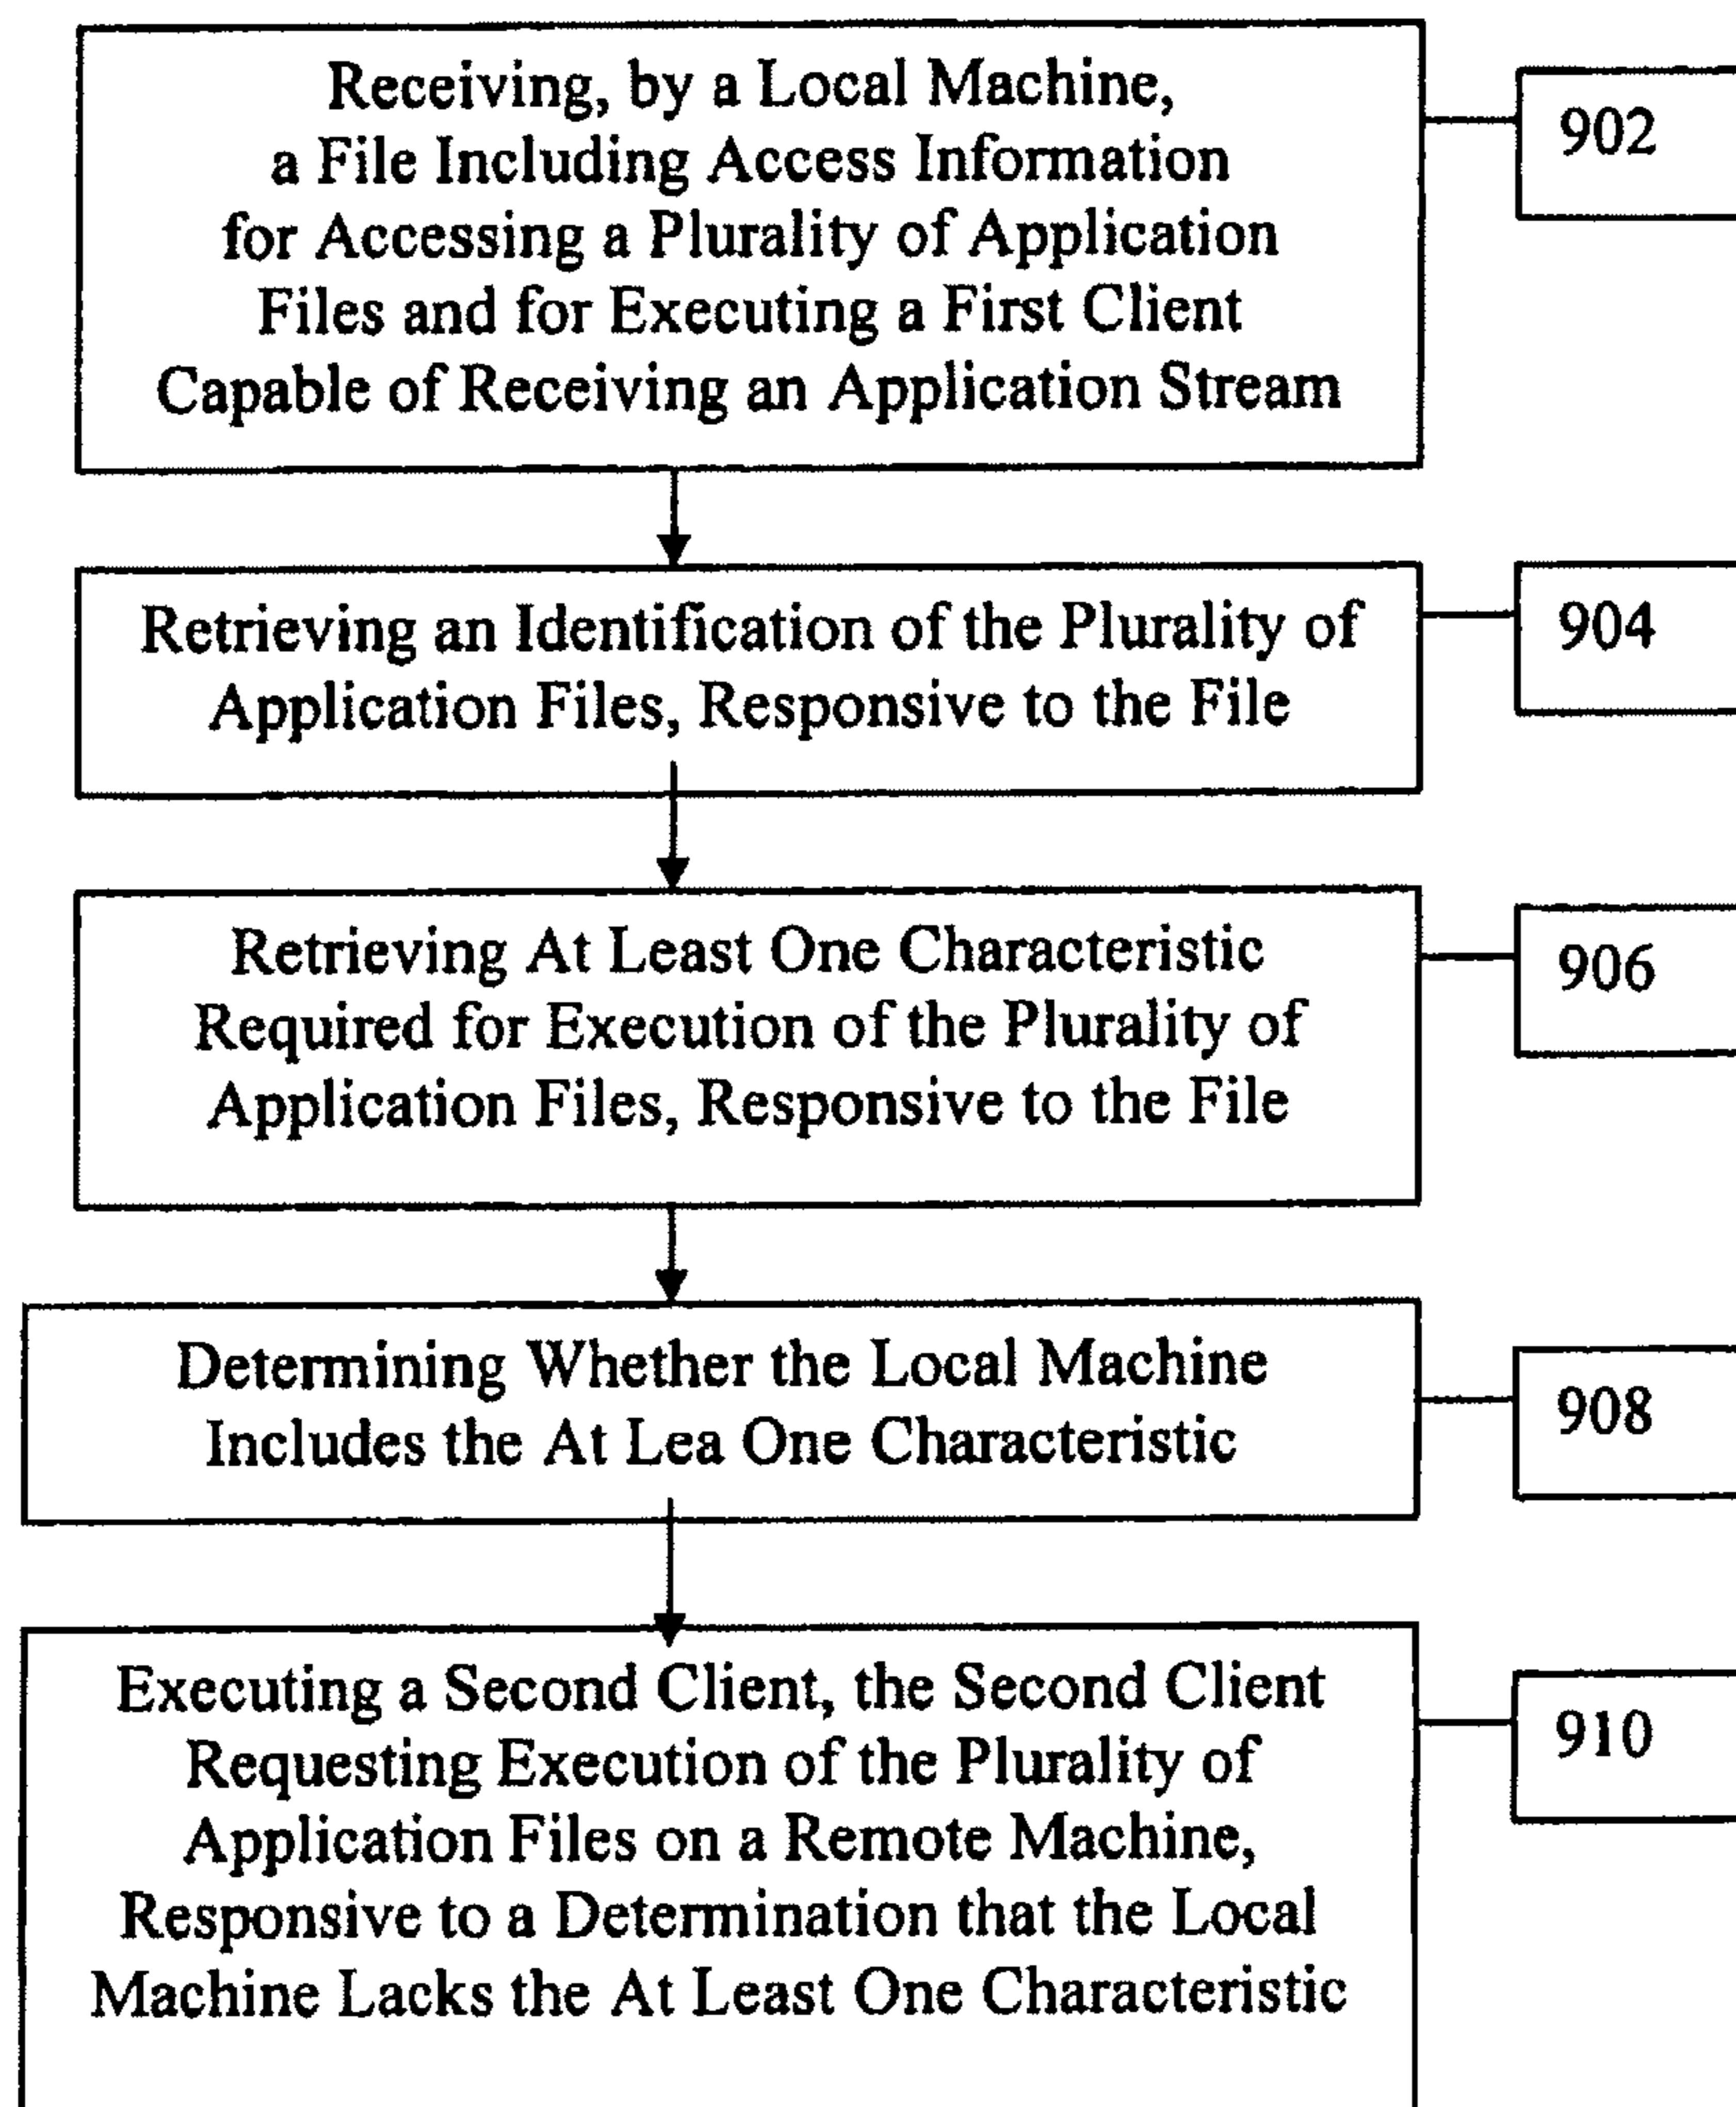 Receiving, by a Local Machine,
a File Including Access Information
for Accessing a Plurality of Application
Files and for Executing a First Client
Capable of Receiving an Application Stream
902
Retrieving an Identification of the Plurality of
Application Files, Responsive to the File
904
Retrieving At Least One Characteristic
Required for Execution of the Plurality of
Application Files, Responsive to the File
906
Determining Whether the Local Machine
Includes the At Lea One Characteristic
908
Executing a Second Client, the Second Client
Requesting Execution of the Plurality of
Application Files on a Remote Machine,
Responsive to a Determination that the Local
Machine Lacks the At Least One Characteristic
910